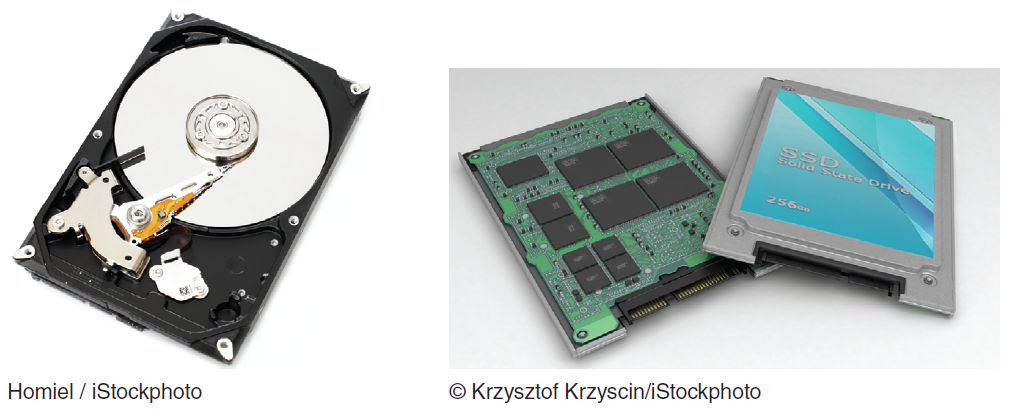 SSD
Solid State Drive
256GB
Homiel / iStockphoto
© Krzysztof Krzyscin/iStockphoto